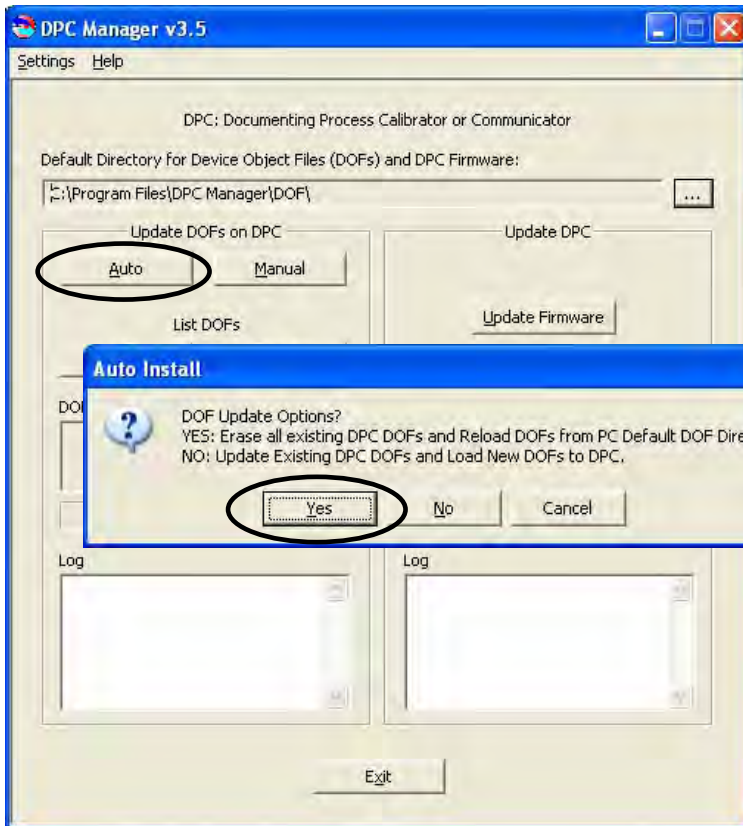 DPC Manager v3.5
Settings Help
DPC: Documenting Process Calibrator or Communicator
Default Directory for Device Object Files (DOFs) and DPC Firmware:
C:\Program Files\DPC Manager\DOF\ ...
Update DOFs on DPC
Update DPC
Auto Manual
List DOFs
Update Firmware
Auto Install
DOF Update Options?
YES: Erase all existing DPC DOFs and Reload DOFs from PC Default DOF Dire
NO: Update Existing DPC DOFs and Load New DOFs to DPC.
Yes No Cancel
Log
Log
Exit